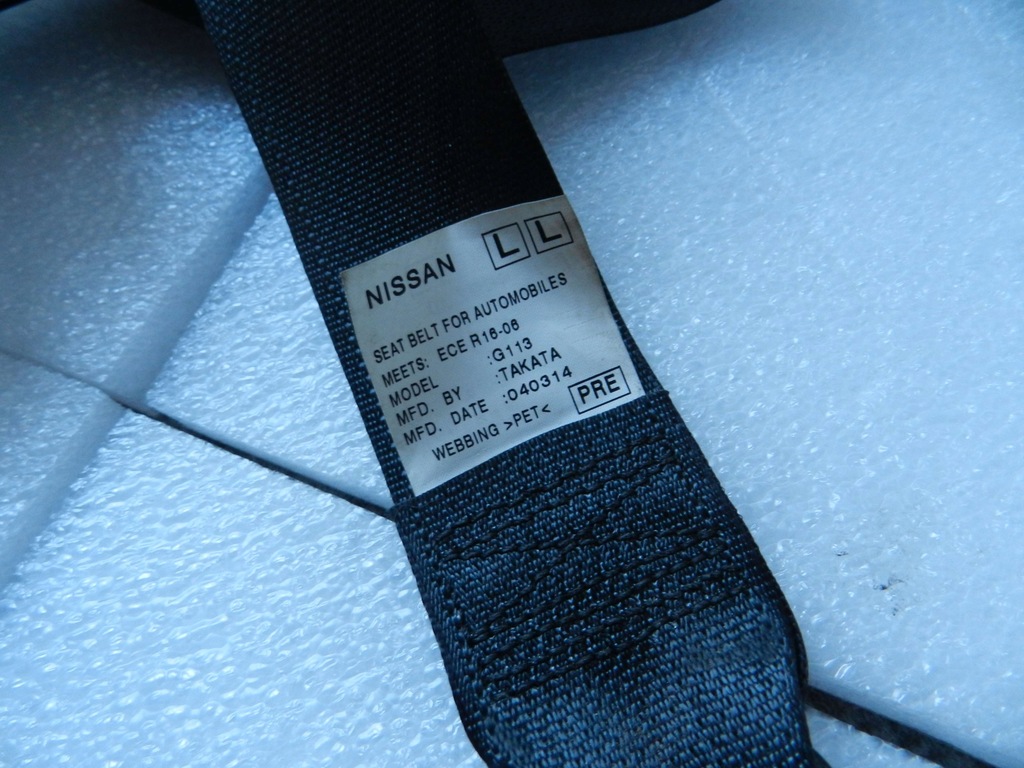 NISSAN L L
SEAT BELT FOR AUTOMOBILES
MEETS: ECE R16-06
MODEL :G113
MFD. BY :TAKATA
MFD. DATE :040314
WEBBING >PET< PRE